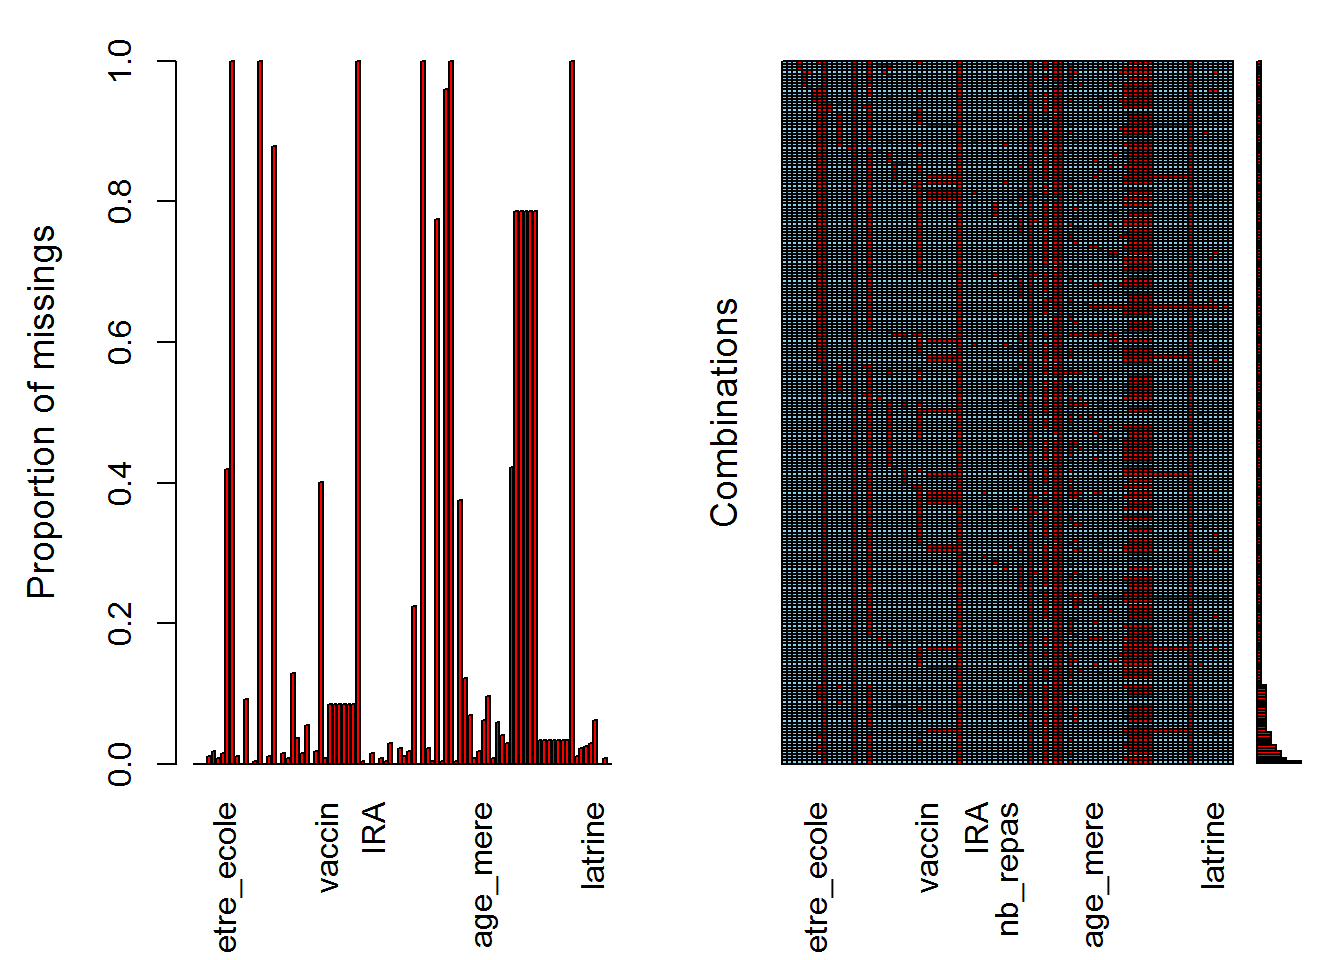 Proportion of missings
1.0
0.8
0.6
0.4
0.2
0.0
etre_ecole
vaccin
IRA
age_mere
latrine
Combinations
etre_ecole
vaccin
IRA
nb_repas
age_mere
latrine